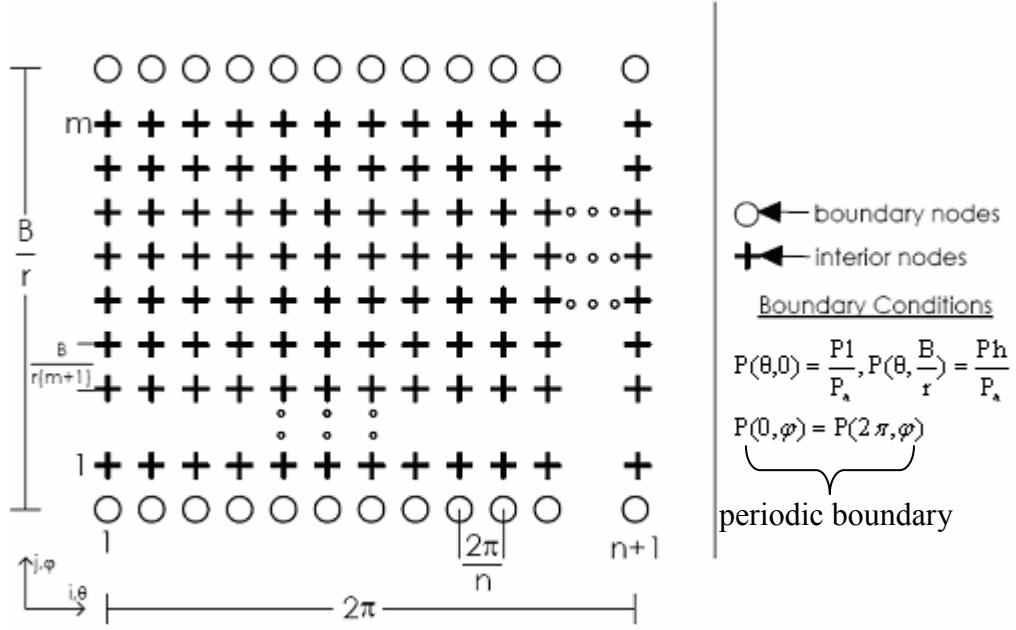 m
B
r
B
r(m+1)
1
1
2π
n
n+1
j,φ
i,θ
2π
boundary nodes
interior nodes
Boundary Conditions
P(θ,0) = Pl/Pₐ, P(θ, B/r) = Ph/Pₐ
P(0,φ) = P(2π,φ)
periodic boundary